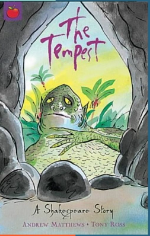 The
Tempest
A Shakespeare Story
ANDREW MATTHEWS • TONY ROSS